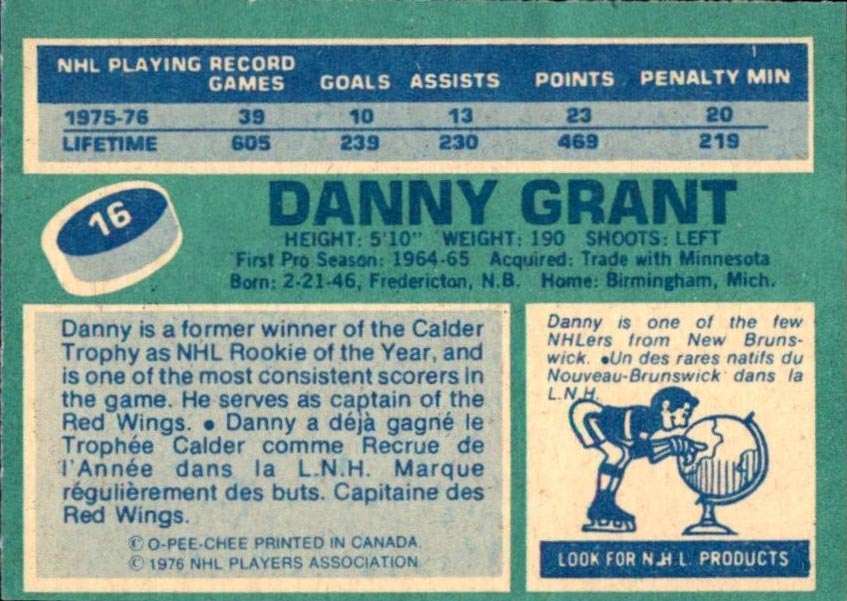 NHL PLAYING RECORD
GAMES GOALS ASSISTS POINTS PENALTY MIN
1975-76 39 10 13 23 20
LIFETIME 605 239 230 469 219
16
DANNY GRANT
HEIGHT: 5'10" WEIGHT: 190 SHOOTS: LEFT
First Pro Season: 1964-65 Acquired: Trade with Minnesota
Born: 2-21-46, Fredericton, N.B. Home: Birmingham, Mich.
Danny is a former winner of the Calder
Trophy as NHL Rookie of the Year, and
is one of the most consistent scorers in
the game. He serves as captain of the
Red Wings. • Danny a déjà gagné le
Trophée Calder comme Recrue de
l'Année dans la L.N.H. Marque
régulièrement des buts. Capitaine des
Red Wings.
© O-PEE-CHEE PRINTED IN CANADA.
© 1976 NHL PLAYERS ASSOCIATION
Danny is one of the few
NHLers from New Bruns-
wick. •Un des rares natifs du
Nouveau-Brunswick dans la
L.N.H.
LOOK FOR N.H.L. PRODUCTS